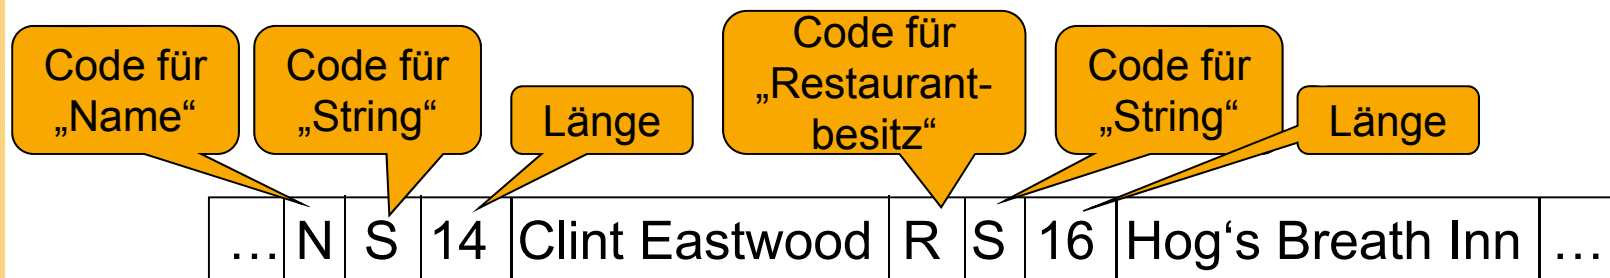 Code für
„Name“
Code für
„String“
Länge
Code für
„Restaurant-
besitz“
Code für
„String“
Länge
... N S 14 Clint Eastwood R S 16 Hog‘s Breath Inn ...